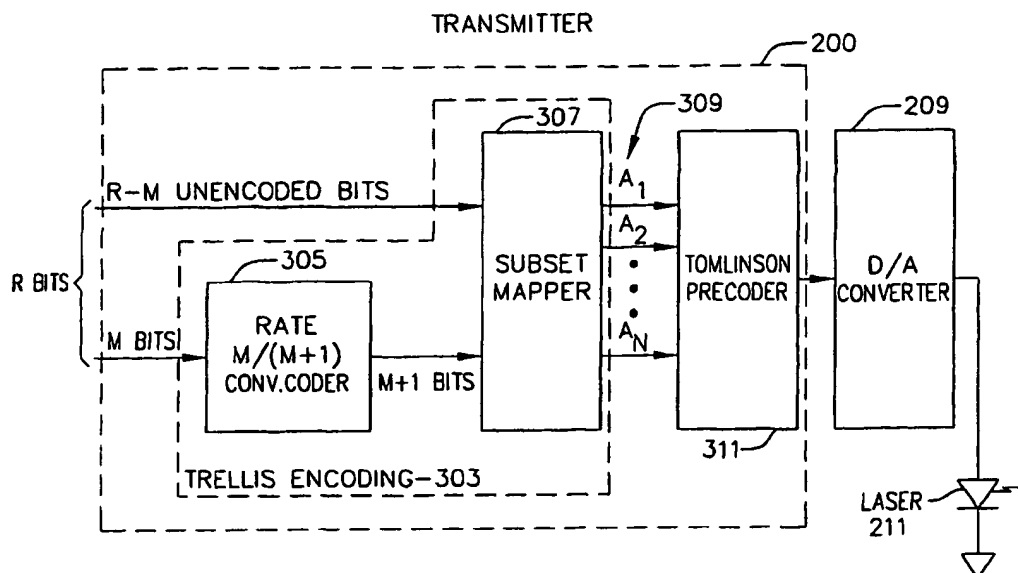 TRANSMITTER
200
209
307
309
R-M UNENCODED BITS
A1
A2
R BITS
305
SUBSET
MAPPER
TOMLINSON
PRECODER
D/A
CONVERTER
M BITS
RATE
M/(M+1)
CONV.CODER
M+1 BITS
AN
311
TRELLIS ENCODING-303
LASER
211